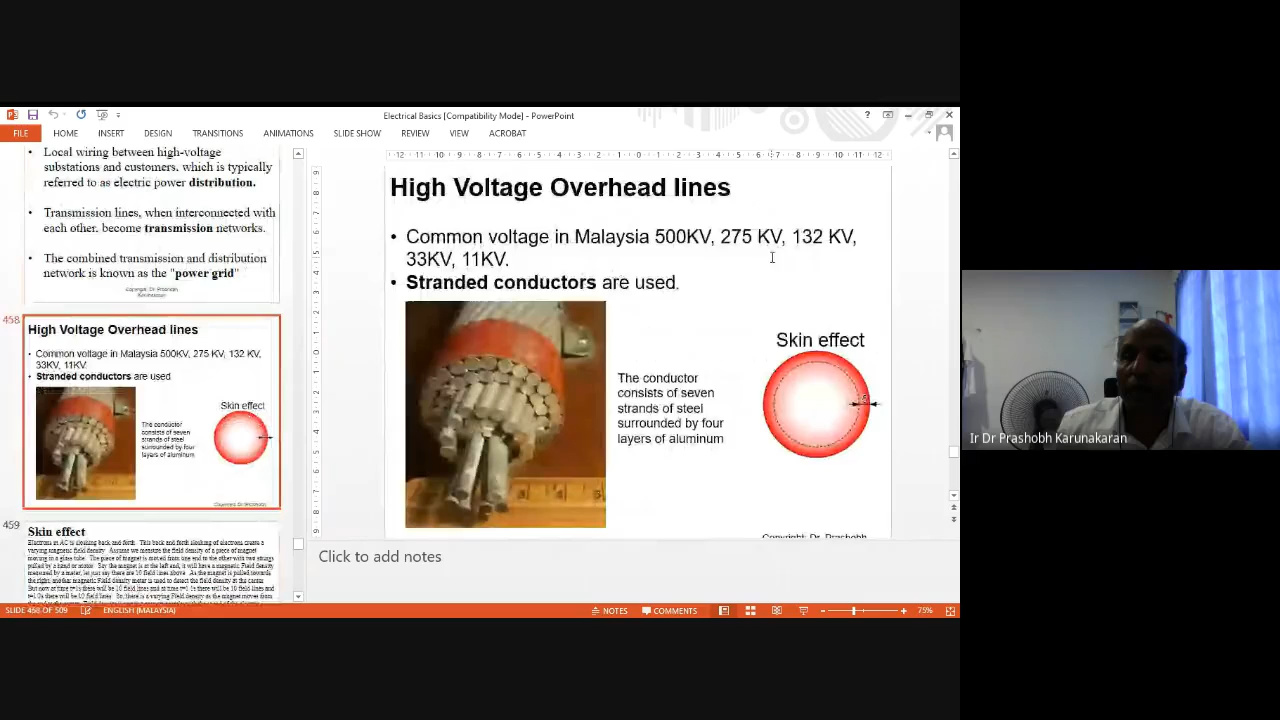 Electrical Basics [Compatibility Mode] - PowerPoint
FILE HOME INSERT DESIGN TRANSITIONS ANIMATIONS SLIDE SHOW REVIEW VIEW ACROBAT
• Local wiring between high-voltage
substations and customers, which is typically
referred to as electric power distribution.
• Transmission lines, when interconnected with
each other, become transmission networks.
• The combined transmission and distribution
network is known as the "power grid"
Copyright: Dr. Prashobh
Karunakaran
458
High Voltage Overhead lines
• Common voltage in Malaysia 500KV, 275 KV, 132 KV,
33KV, 11KV.
• Stranded conductors are used
The conductor
consists of seven
strands of steel
surrounded by four
layers of aluminum
Skin effect
459
Skin effect
High Voltage Overhead lines
• Common voltage in Malaysia 500KV, 275 KV, 132 KV,
33KV, 11KV.
• Stranded conductors are used.
The conductor
consists of seven
strands of steel
surrounded by four
layers of aluminum
Skin effect
δ
Copyright: Dr. Prashobh
Click to add notes
SLIDE 458 OF 509 ENGLISH (MALAYSIA) NOTES COMMENTS 75%
Ir Dr Prashobh Karunakaran